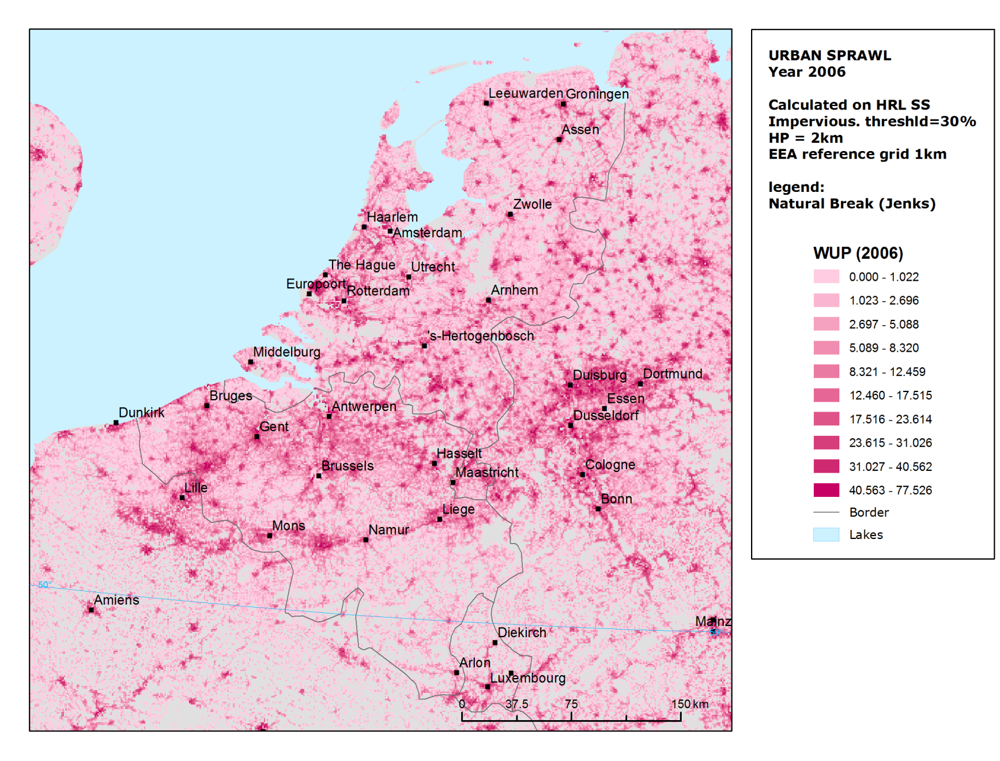 URBAN SPRAWL
Year 2006
Calculated on HRL SS
Impervious. threshld=30%
HP = 2km
EEA reference grid 1km
legend:
Natural Break (Jenks)
WUP (2006)
0.000 - 1.022
1.023 - 2.696
2.697 - 5.088
5.089 - 8.320
8.321 - 12.459
12.460 - 17.515
17.516 - 23.614
23.615 - 31.026
31.027 - 40.562
40.563 - 77.526
Border
Lakes
Leeuwarden
Groningen
Assen
Zwolle
Haarlem
Amsterdam
The Hague
Utrecht
Europoort
Rotterdam
Arnhem
's-Hertogenbosch
Middelburg
Duisburg
Dortmund
Bruges
Essen
Dunkirk
Antwerpen
Dusseldorf
Gent
Hasselt
Brussels
Cologne
Maastricht
Lille
Bonn
Liege
Mons
Namur
50°
Amiens
Mainz
50°
Diekirch
Arlon
Luxembourg
0 37.5 75 150 km